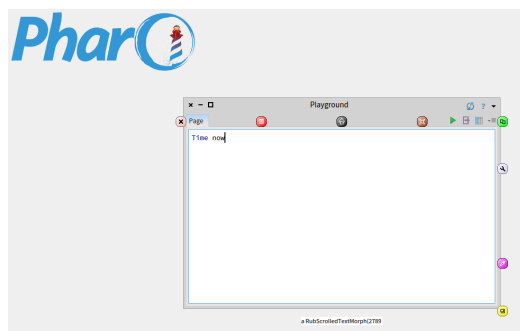 Pharo
Playground
?
Page
Time now
a RubScrolledTextMorph(2789